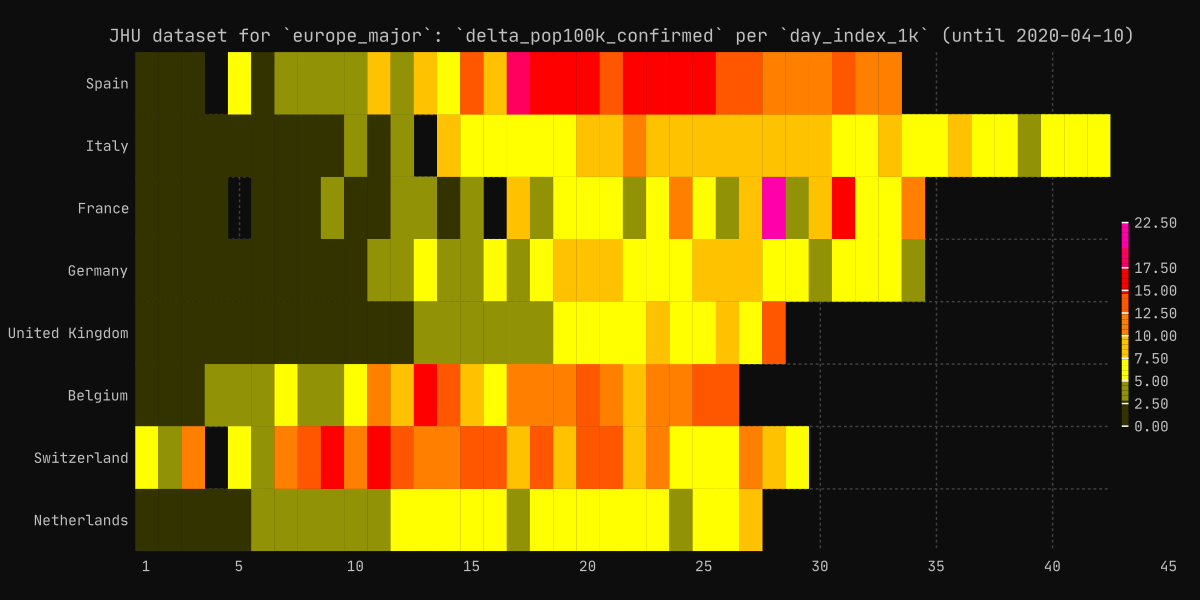 JHU dataset for `europe_major`: `delta_pop100k_confirmed` per `day_index_1k` (until 2020-04-10)
Spain
Italy
France
Germany
United Kingdom
Belgium
Switzerland
Netherlands
1 5 10 15 20 25 30 35 40 45
22.50
17.50
15.00
12.50
10.00
7.50
5.00
2.50
0.00